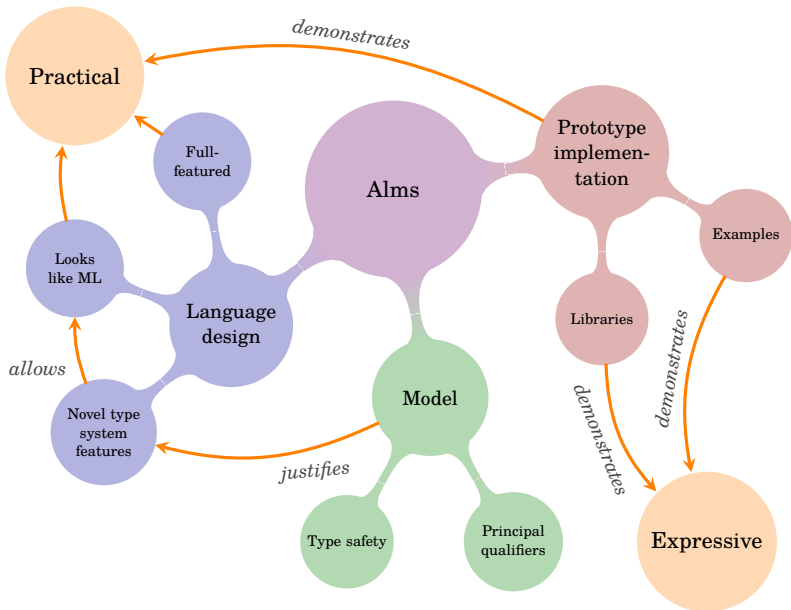 demonstrates
Practical
Full-
featured
Alms
Prototype
implemen-
tation
Examples
Looks
like ML
Language
design
Libraries
allows
Novel type
system
features
Model
justifies
demonstrates
demonstrates
Type safety
Principal
qualifiers
Expressive